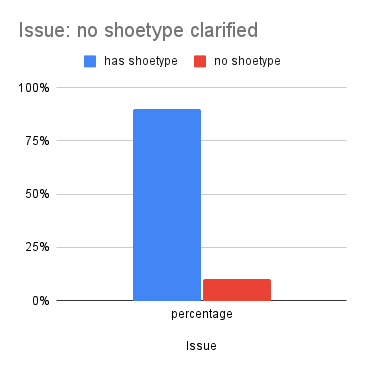 Issue: no shoetype clarified
has shoetype no shoetype
100%
75%
50%
25%
0%
percentage
Issue